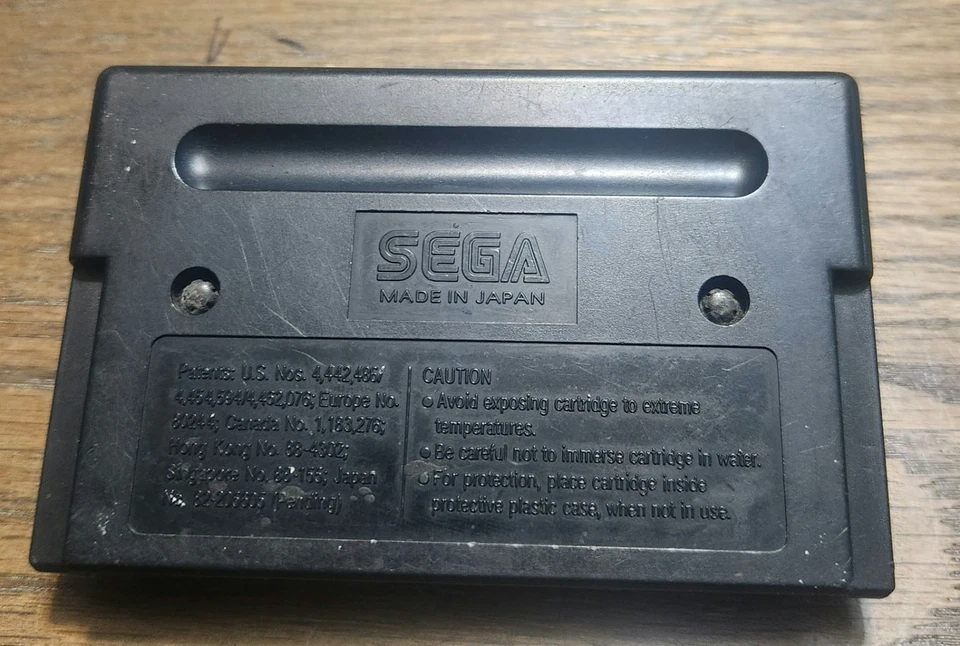 SEGA
MADE IN JAPAN
Patents: U.S. Nos. 4,442,486/
4,454,594/4,462,076; Europe No.
80244; Canada No. 1,183,276;
Hong Kong No. 88-4302;
Singapore No. 88-155; Japan
No. 82-205605 (Pending)
CAUTION
○ Avoid exposing cartridge to extreme
temperatures.
○ Be careful not to immerse cartridge in water.
○ For protection, place cartridge inside
protective plastic case, when not in use.